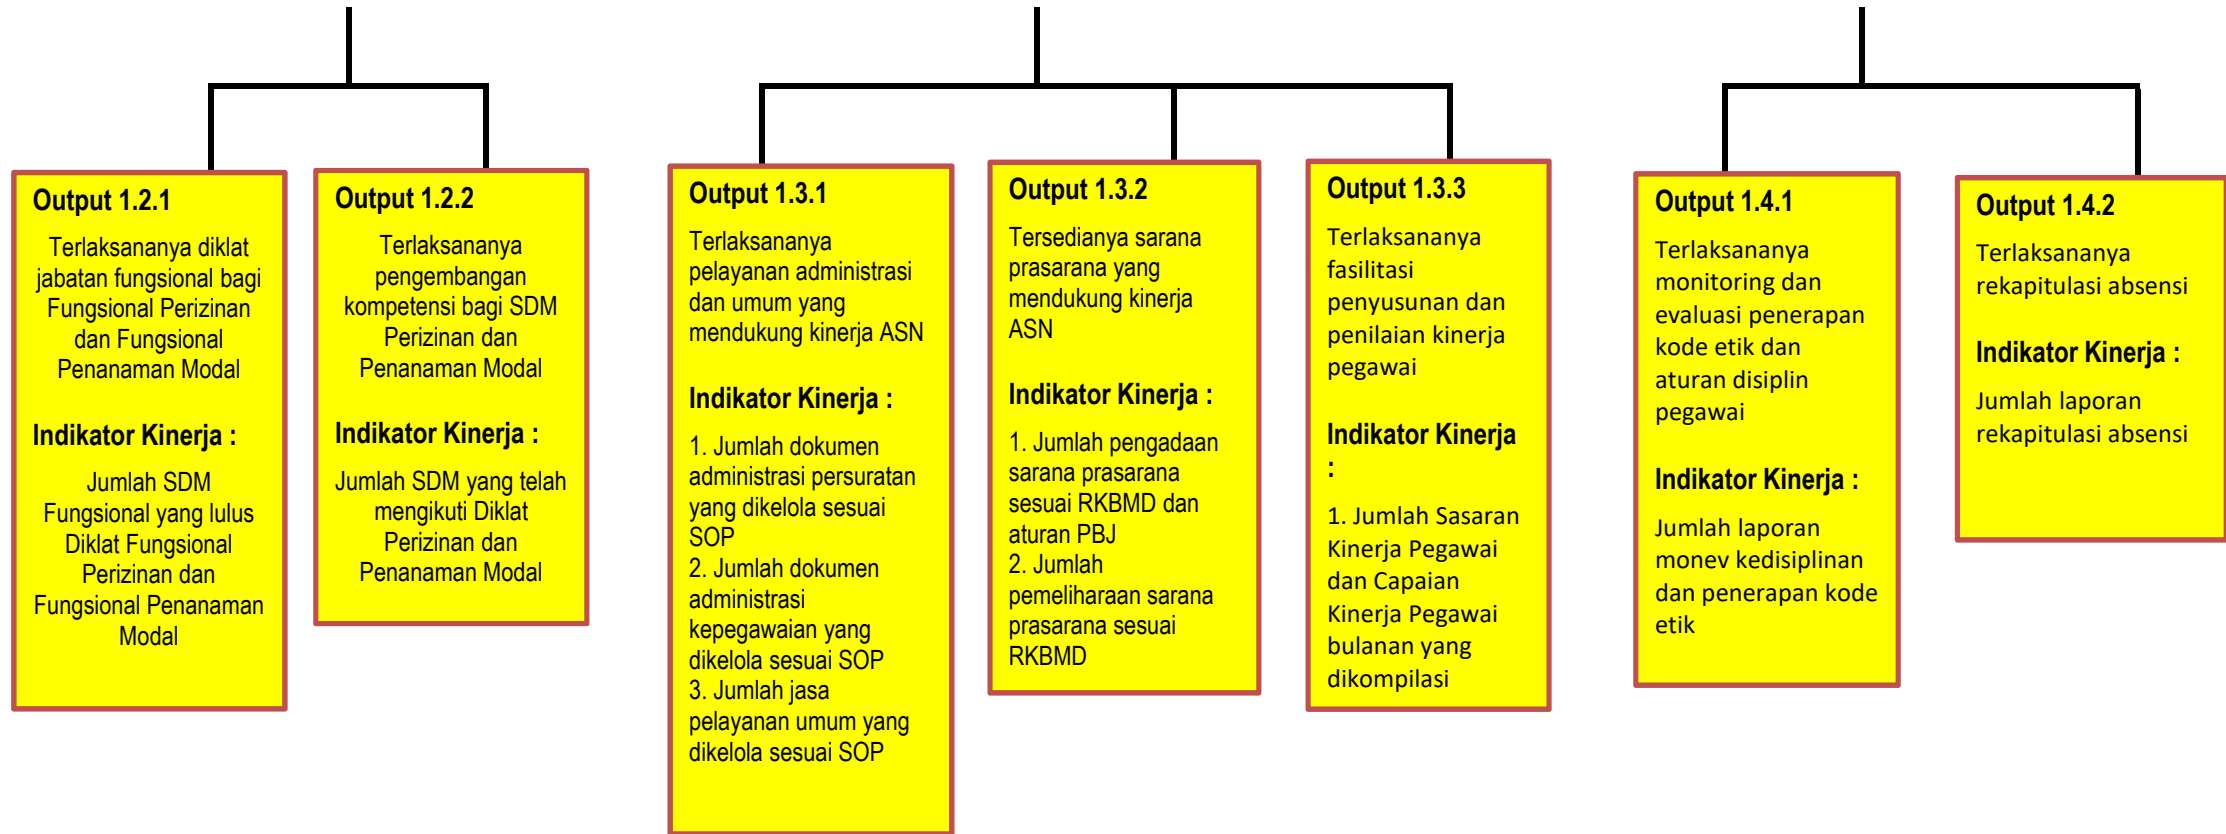 Output 1.2.1
Terlaksananya diklat
jabatan fungsional bagi
Fungsional Perizinan
dan Fungsional
Penanaman Modal
Indikator Kinerja :
Jumlah SDM
Fungsional yang lulus
Diklat Fungsional
Perizinan dan
Fungsional Penanaman
Modal
Output 1.2.2
Terlaksananya
pengembangan
kompetensi bagi SDM
Perizinan dan
Penanaman Modal
Indikator Kinerja :
Jumlah SDM yang telah
mengikuti Diklat
Perizinan dan
Penanaman Modal
Output 1.3.1
Terlaksananya
pelayanan administrasi
dan umum yang
mendukung kinerja ASN
Indikator Kinerja :
1. Jumlah dokumen
administrasi persuratan
yang dikelola sesuai
SOP
2. Jumlah dokumen
administrasi
kepegawaian yang
dikelola sesuai SOP
3. Jumlah jasa
pelayanan umum yang
dikelola sesuai SOP
Output 1.3.2
Tersedianya sarana
prasarana yang
mendukung kinerja
ASN
Indikator Kinerja :
1. Jumlah pengadaan
sarana prasarana
sesuai RKBMD dan
aturan PBJ
2. Jumlah
pemeliharaan sarana
prasarana sesuai
RKBMD
Output 1.3.3
Terlaksananya
fasilitasi
penyusunan dan
penilaian kinerja
pegawai
Indikator Kinerja
:
1. Jumlah Sasaran
Kinerja Pegawai
dan Capaian
Kinerja Pegawai
bulanan yang
dikompilasi
Output 1.4.1
Terlaksananya
monitoring dan
evaluasi penerapan
kode etik dan
aturan disiplin
pegawai
Indikator Kinerja :
Jumlah laporan
monev kedisiplinan
dan penerapan kode
etik
Output 1.4.2
Terlaksananya
rekapitulasi absensi
Indikator Kinerja :
Jumlah laporan
rekapitulasi absensi